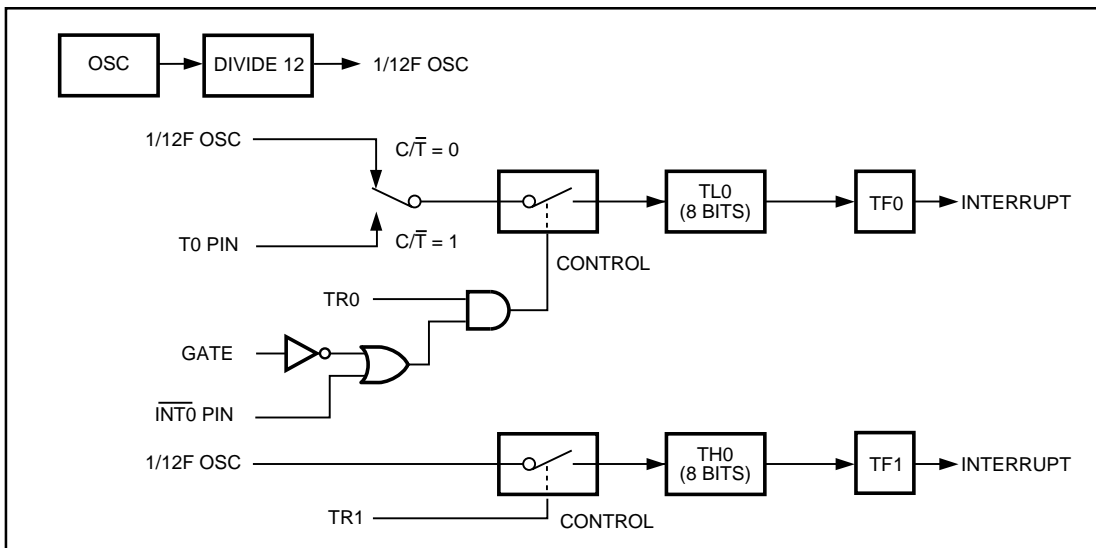 OSC
DIVIDE 12
1/12F OSC
1/12F OSC
C/T̅ = 0
T0 PIN
C/T̅ = 1
TL0
(8 BITS)
TF0
INTERRUPT
CONTROL
TR0
GATE
I̅N̅T̅0̅ PIN
1/12F OSC
TH0
(8 BITS)
TF1
INTERRUPT
TR1
CONTROL